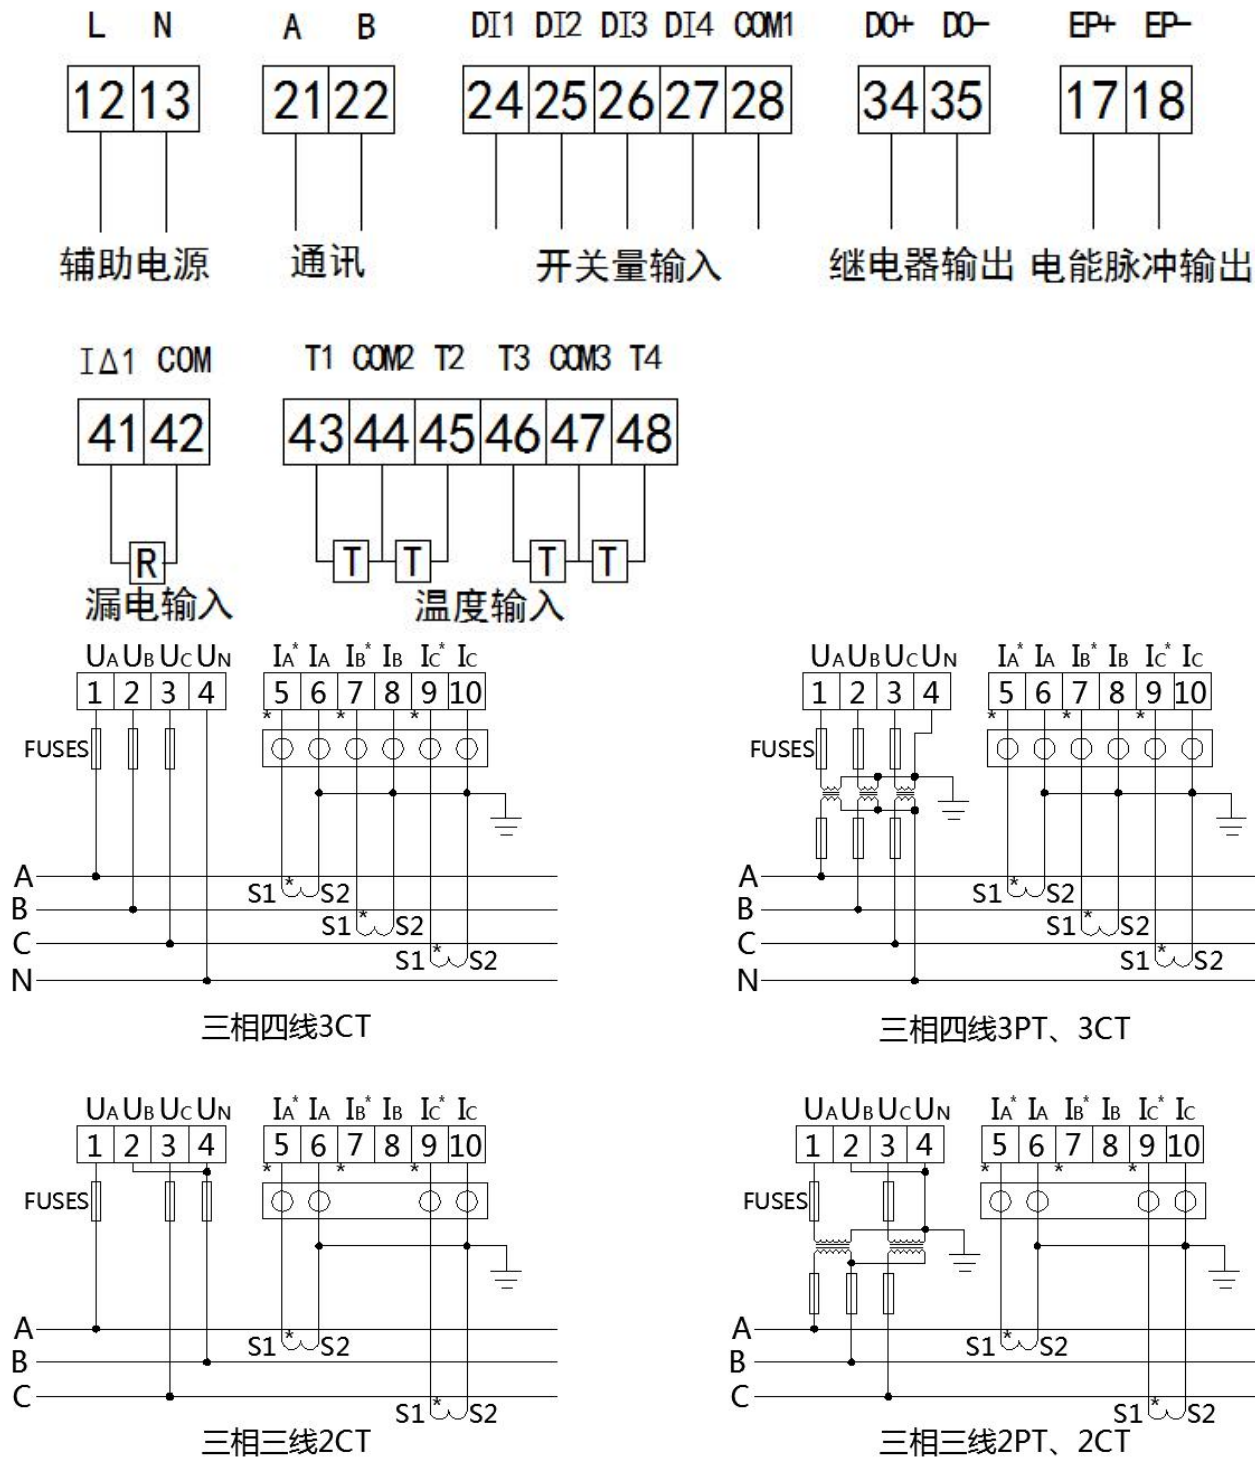 L N A B DI1 DI2 DI3 DI4 COM1 DO+ DO- EP+ EP-
12 13 21 22 24 25 26 27 28 34 35 17 18
辅助电源 通讯 开关量输入 继电器输出 电能脉冲输出
IΔ1 COM T1 COM2 T2 T3 COM3 T4
41 42 43 44 45 46 47 48
R T T T T
漏电输入 温度输入
UA UB UC UN IA* IA IB* IB IC* IC UA UB UC UN IA* IA IB* IB IC* IC
1 2 3 4 5 6 7 8 9 10 1 2 3 4 5 6 7 8 9 10
* * * * * *
FUSES FUSES
A S1 * S2 A S1 * S2
B S1 * S2 B S1 * S2
C S1 * S2 C S1 * S2
N N
三相四线3CT 三相四线3PT、3CT
UA UB UC UN IA* IA IB* IB IC* IC UA UB UC UN IA* IA IB* IB IC* IC
1 2 3 4 5 6 7 8 9 10 1 2 3 4 5 6 7 8 9 10
* * * * * *
FUSES FUSES
A S1 * S2 A S1 * S2
B B
C S1 * S2 C S1 * S2
三相三线2CT 三相三线2PT、2CT